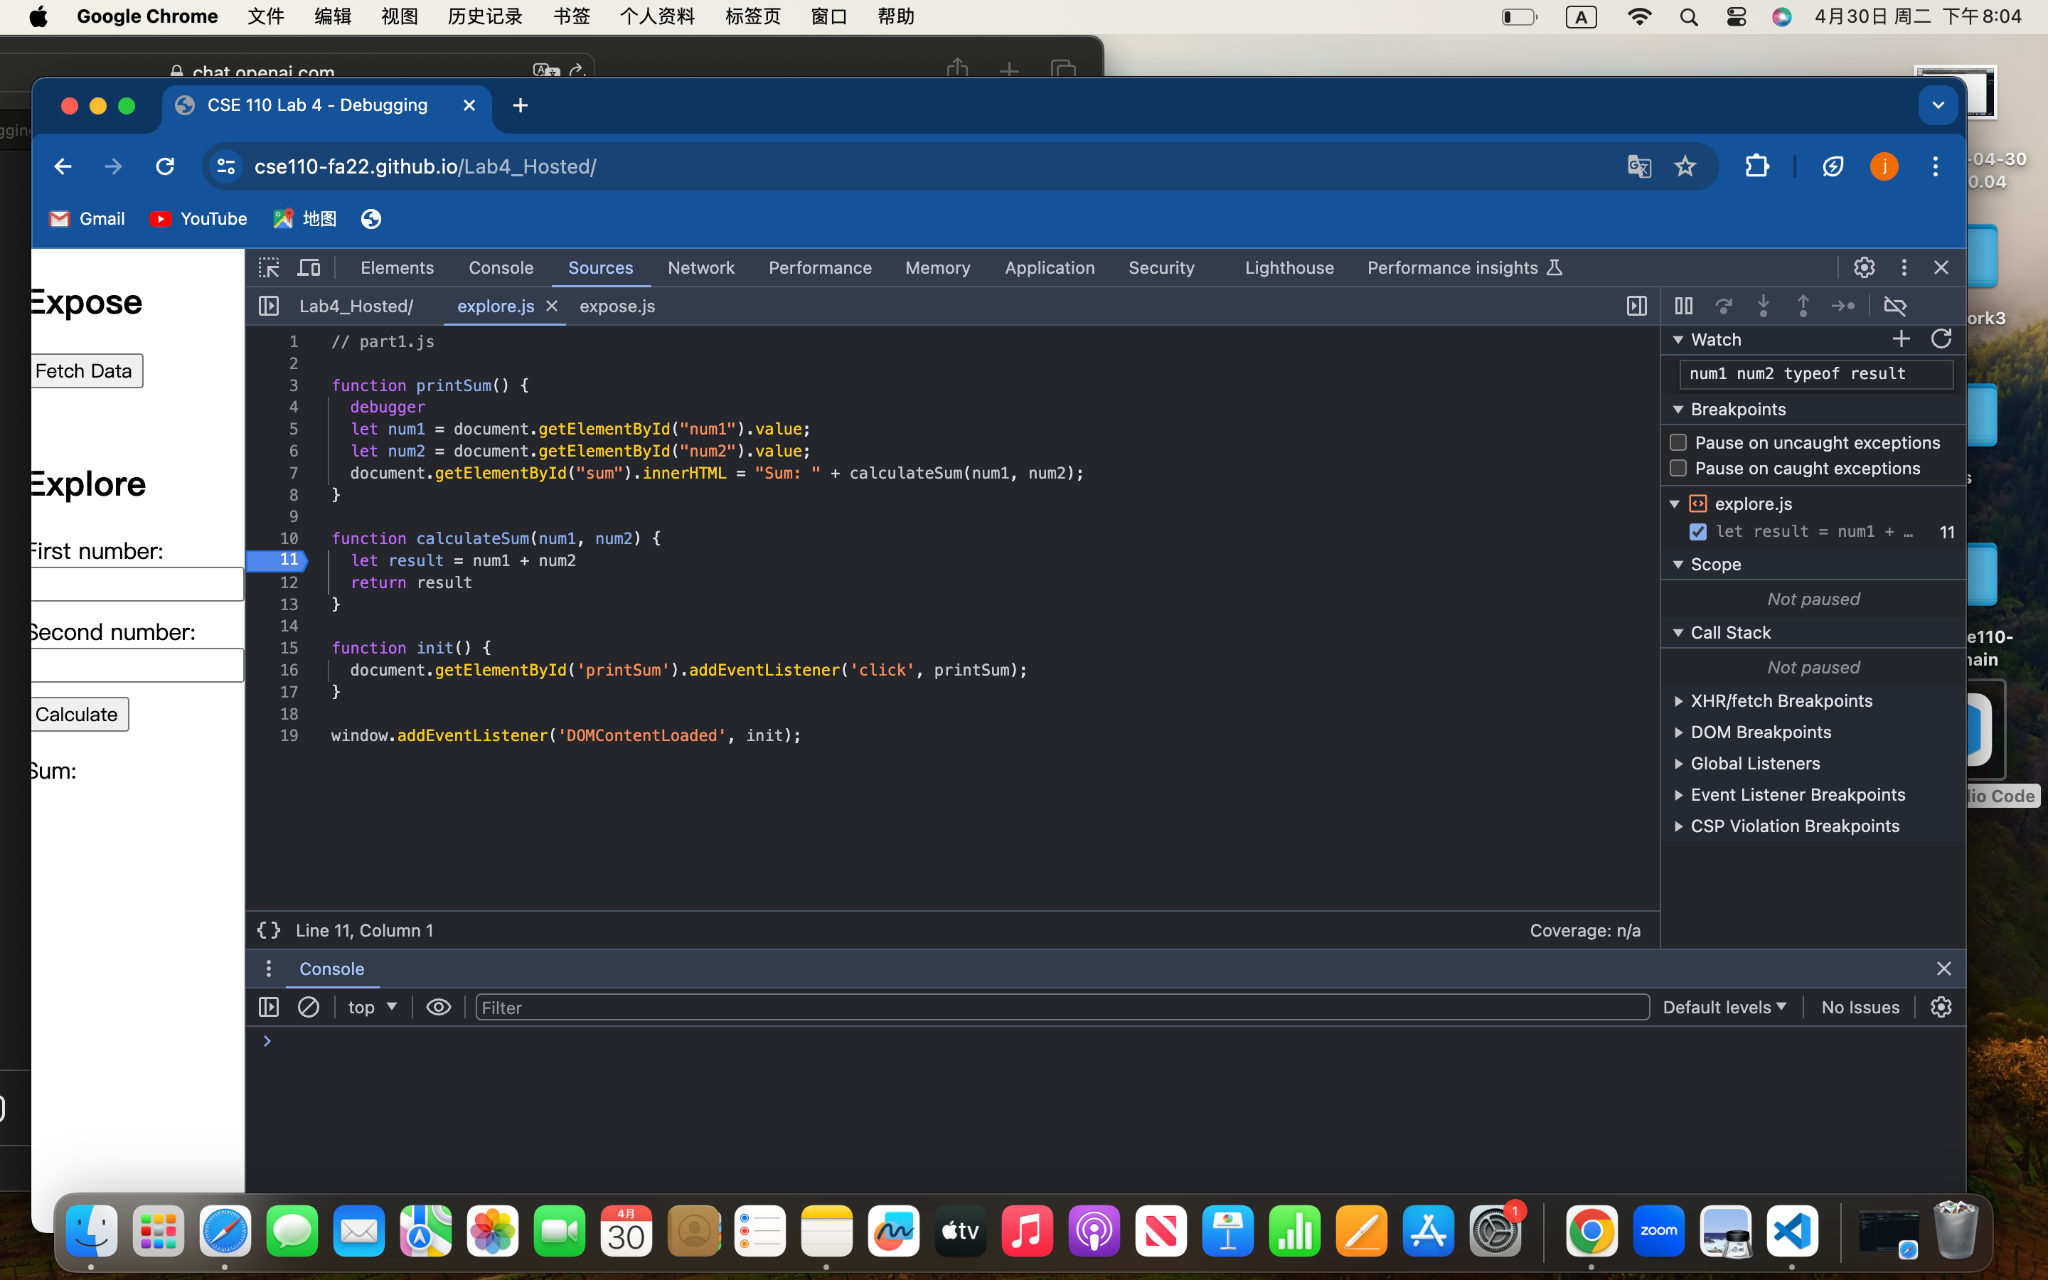 Google Chrome 文件 编辑 视图 历史记录 书签 个人资料 标签页 窗口 帮助 A 4月30日 周二 下午8:04
chat.openai.com
CSE 110 Lab 4 - Debugging
cse110-fa22.github.io/Lab4_Hosted/ j
Gmail YouTube 地图
-04-30
0.04
ork3
e110-
ain
io Code
Expose
Fetch Data
Explore
First number:
Second number:
Calculate
Sum:
Elements Console Sources Network Performance Memory Application Security Lighthouse Performance insights
Lab4_Hosted/ explore.js expose.js
1 // part1.js
2
3 function printSum() {
4 debugger
5 let num1 = document.getElementById("num1").value;
6 let num2 = document.getElementById("num2").value;
7 document.getElementById("sum").innerHTML = "Sum: " + calculateSum(num1, num2);
8 }
9
10 function calculateSum(num1, num2) {
11 let result = num1 + num2
12 return result
13 }
14
15 function init() {
16 document.getElementById('printSum').addEventListener('click', printSum);
17 }
18
19 window.addEventListener('DOMContentLoaded', init);
Watch
num1 num2 typeof result
Breakpoints
Pause on uncaught exceptions
Pause on caught exceptions
explore.js
let result = num1 + … 11
Scope
Not paused
Call Stack
Not paused
XHR/fetch Breakpoints
DOM Breakpoints
Global Listeners
Event Listener Breakpoints
CSP Violation Breakpoints
{} Line 11, Column 1 Coverage: n/a
Console
top Filter Default levels No Issues
4月
30
tv
zoom
1